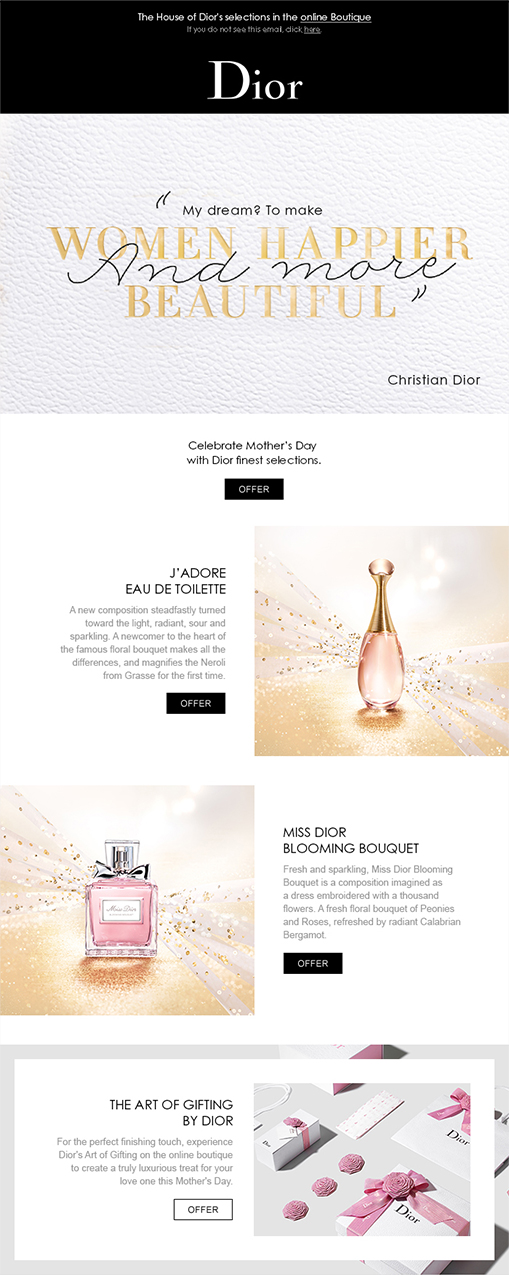 The House of Dior's selections in the online Boutique
If you do not see this email, click here.
Dior
“ My dream? To make
WOMEN HAPPIER
And more
BEAUTIFUL ”
Christian Dior
Celebrate Mother's Day
with Dior finest selections.
OFFER
J'ADORE
EAU DE TOILETTE
A new composition steadfastly turned
toward the light, radiant, sour and
sparkling. A newcomer to the heart of
the famous floral bouquet makes all the
differences, and magnifies the Neroli
from Grasse for the first time.
OFFER
Miss Dior
MISS DIOR
BLOOMING BOUQUET
Fresh and sparkling, Miss Dior Blooming
Bouquet is a composition imagined as
a dress embroidered with a thousand
flowers. A fresh floral bouquet of Peonies
and Roses, refreshed by radiant Calabrian
Bergamot.
OFFER
THE ART OF GIFTING
BY DIOR
For the perfect finishing touch, experience
Dior's Art of Gifting on the online boutique
to create a truly luxurious treat for your
love one this Mother's Day.
OFFER
Dior
Dior
Dior